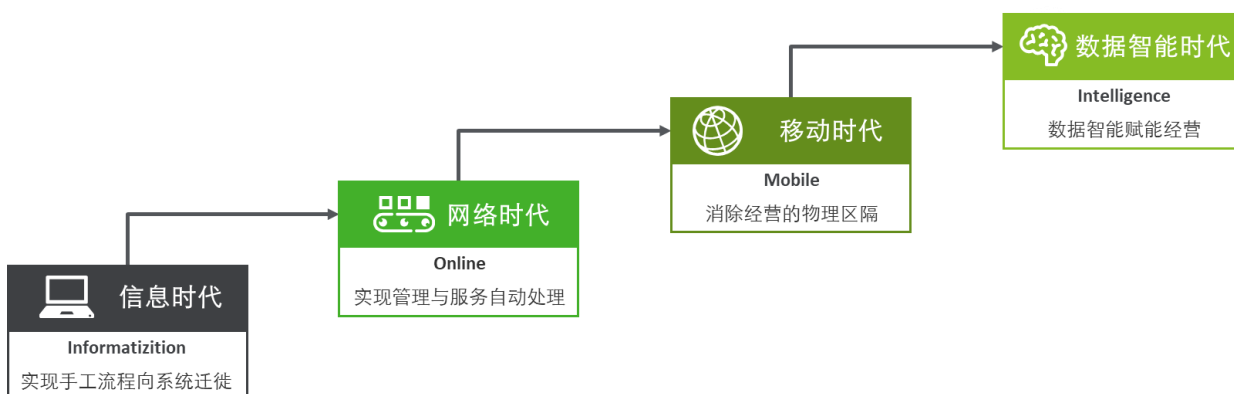 信息时代
Informatizition
实现手工流程向系统迁徙
网络时代
Online
实现管理与服务自动处理
移动时代
Mobile
消除经营的物理区隔
数据智能时代
Intelligence
数据智能赋能经营